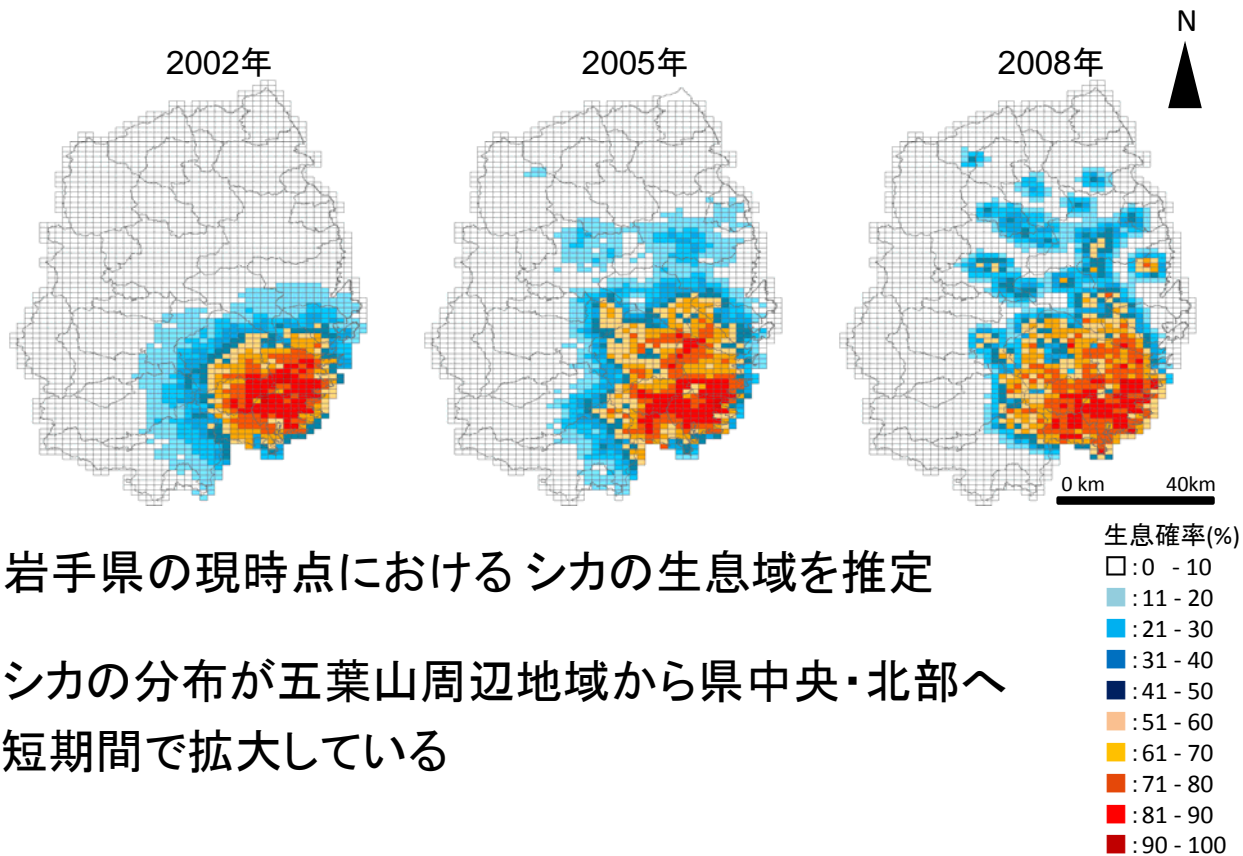 N
2002年
2005年
2008年
0 km 40km
生息確率(%)
:0 - 10
:11 - 20
:21 - 30
:31 - 40
:41 - 50
:51 - 60
:61 - 70
:71 - 80
:81 - 90
:90 - 100
岩手県の現時点における シカの生息域を推定
シカの分布が五葉山周辺地域から県中央・北部へ
短期間で拡大している